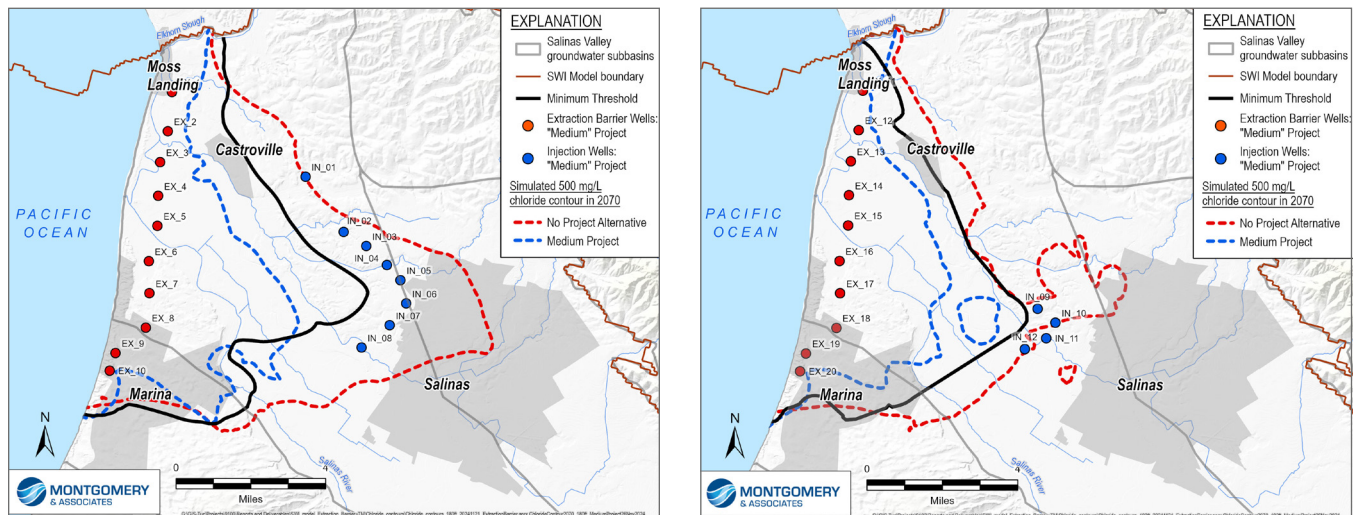 Elkhorn Slough
Moss
Landing
EX_2
EX_3
EX_4
EX_5
EX_6
EX_7
EX_8
EX_9
EX_10
Castroville
IN_01
IN_02
IN_03
IN_04
IN_05
IN_06
IN_07
IN_08
PACIFIC
OCEAN
Marina
Salinas
Salinas River
N
0
4
Miles
MONTGOMERY
& ASSOCIATES
EXPLANATION
Salinas Valley
groundwater subbasins
SWI Model boundary
Minimum Threshold
Extraction Barrier Wells:
"Medium" Project
Injection Wells:
"Medium" Project
Simulated 500 mg/L
chloride contour in 2070
No Project Alternative
Medium Project
Elkhorn Slough
Moss
Landing
EX_12
EX_13
EX_14
EX_15
EX_16
EX_17
EX_18
EX_19
EX_20
Castroville
IN_09
IN_10
IN_11
IN_12
PACIFIC
OCEAN
Marina
Salinas
Salinas River
N
0
4
Miles
MONTGOMERY
& ASSOCIATES
EXPLANATION
Salinas Valley
groundwater subbasins
SWI Model boundary
Minimum Threshold
Extraction Barrier Wells:
"Medium" Project
Injection Wells:
"Medium" Project
Simulated 500 mg/L
chloride contour in 2070
No Project Alternative
Medium Project